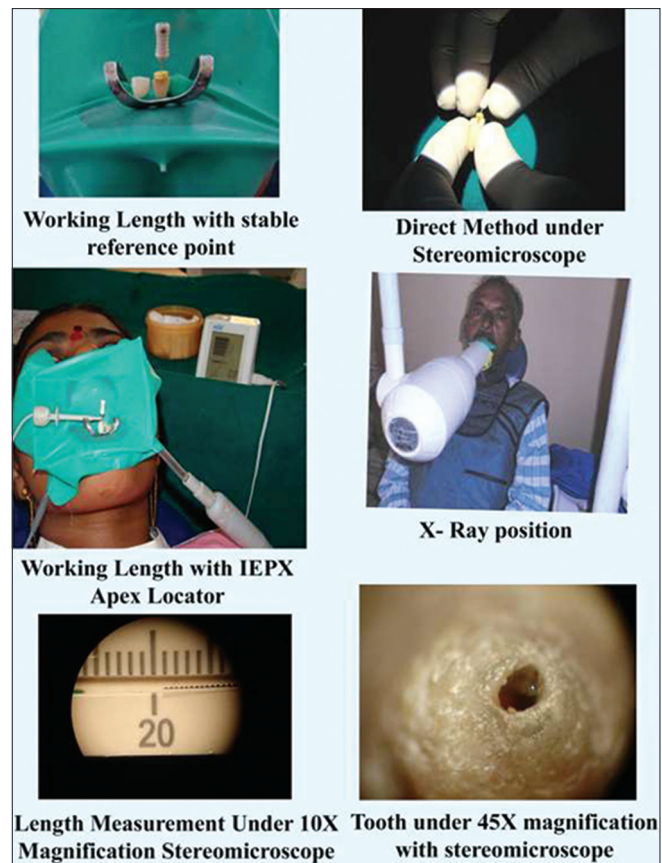 Working Length with stable
reference point
Direct Method under
Stereomicroscope
Working Length with IEPX
Apex Locator
X- Ray position
20
Length Measurement Under 10X
Magnification Stereomicroscope
Tooth under 45X magnification
with stereomicroscope